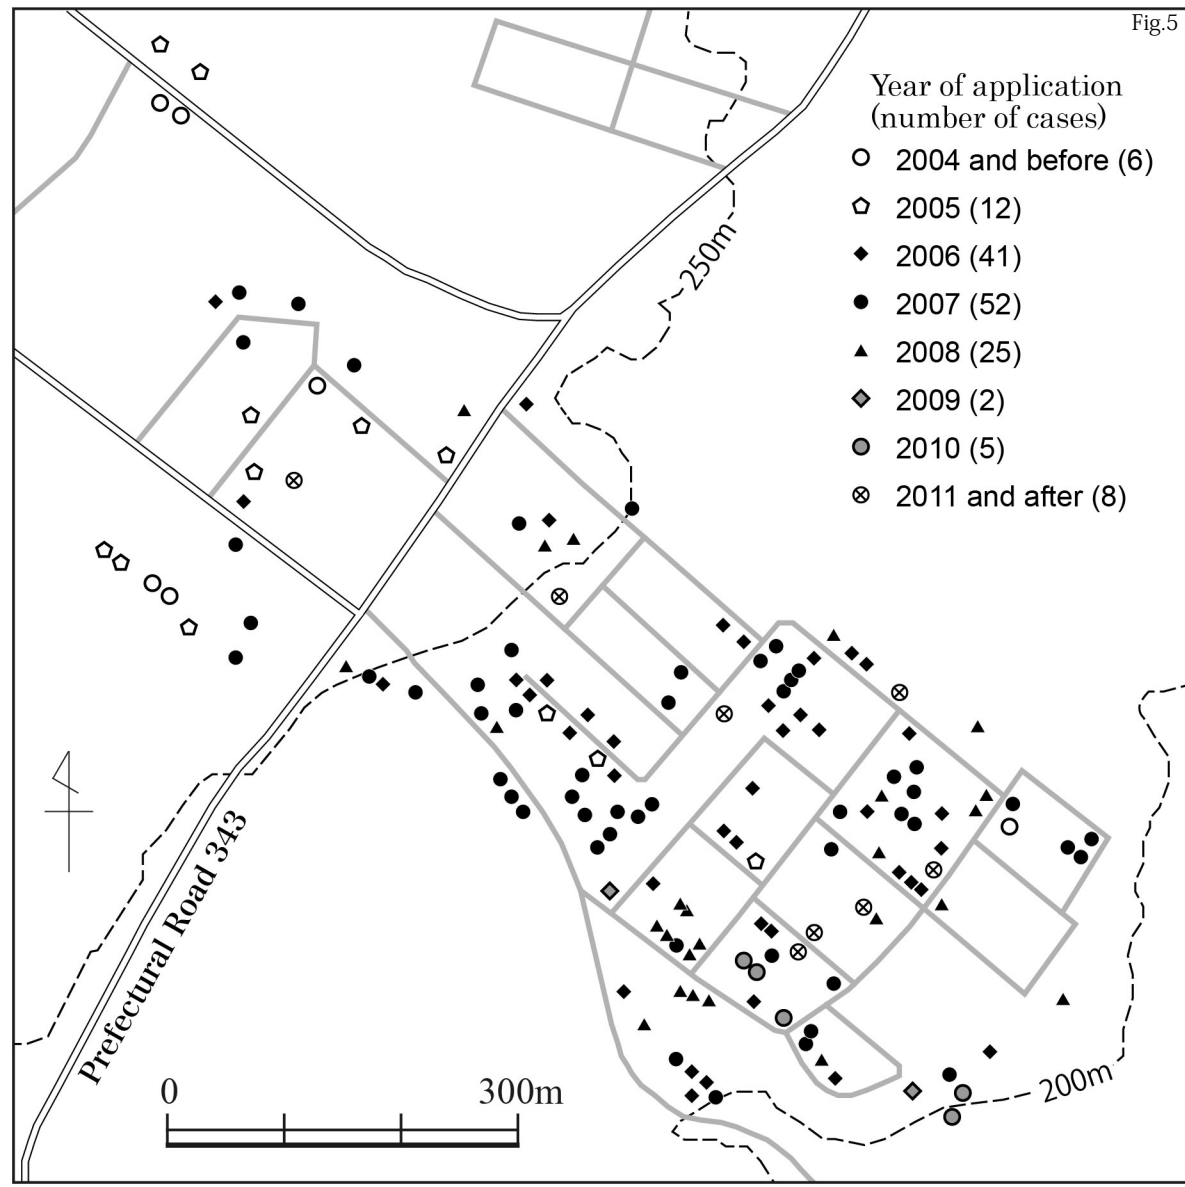 Fig.5
Year of application
(number of cases)
2004 and before (6)
2005 (12)
2006 (41)
2007 (52)
2008 (25)
2009 (2)
2010 (5)
2011 and after (8)
250m
Prefectural Road 343
200m
0 300m